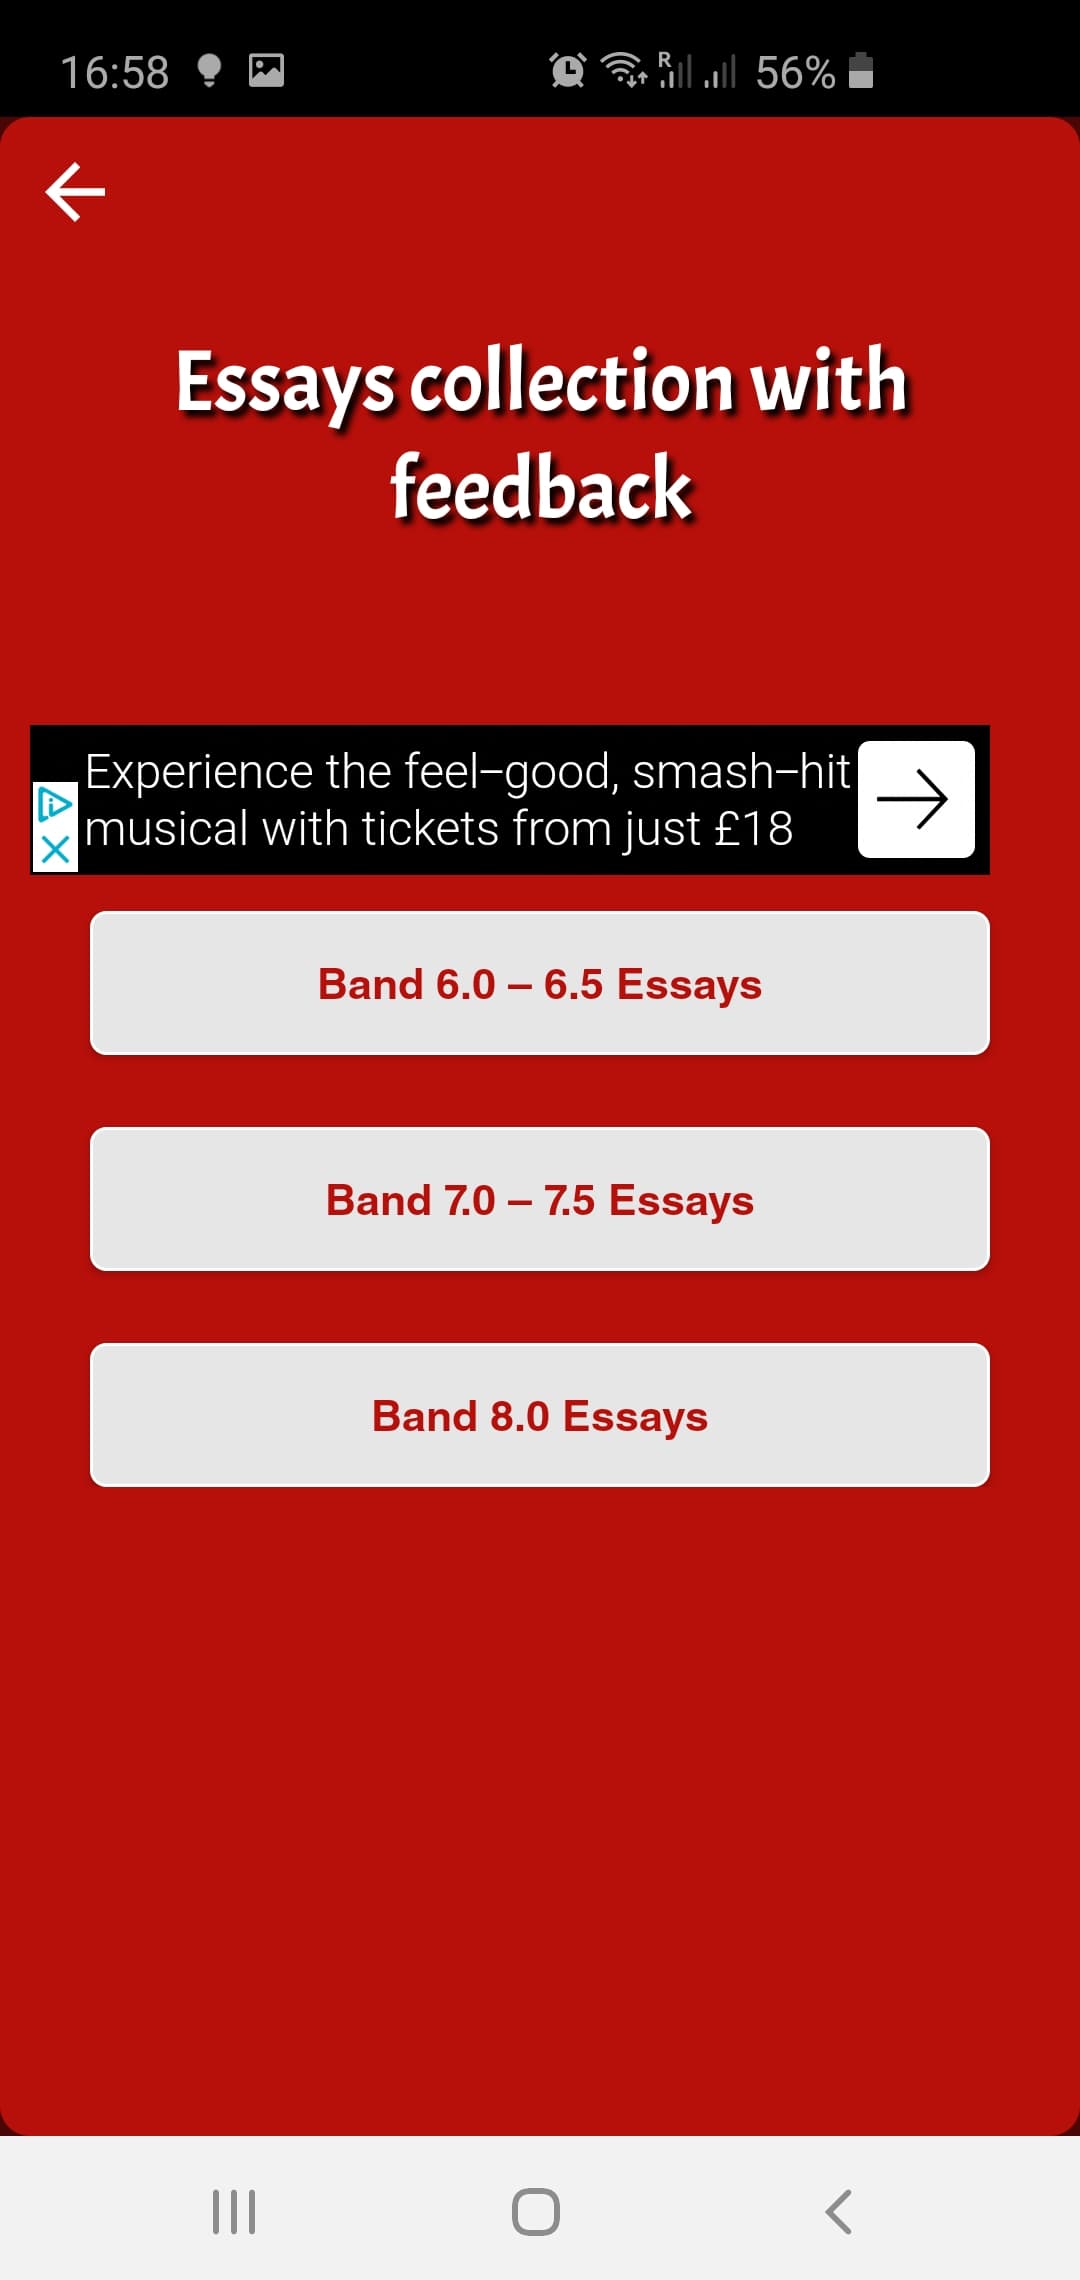 16:58
R 56%
Essays collection with
feedback
Experience the feel–good, smash–hit
musical with tickets from just £18
Band 6.0 – 6.5 Essays
Band 7.0 – 7.5 Essays
Band 8.0 Essays